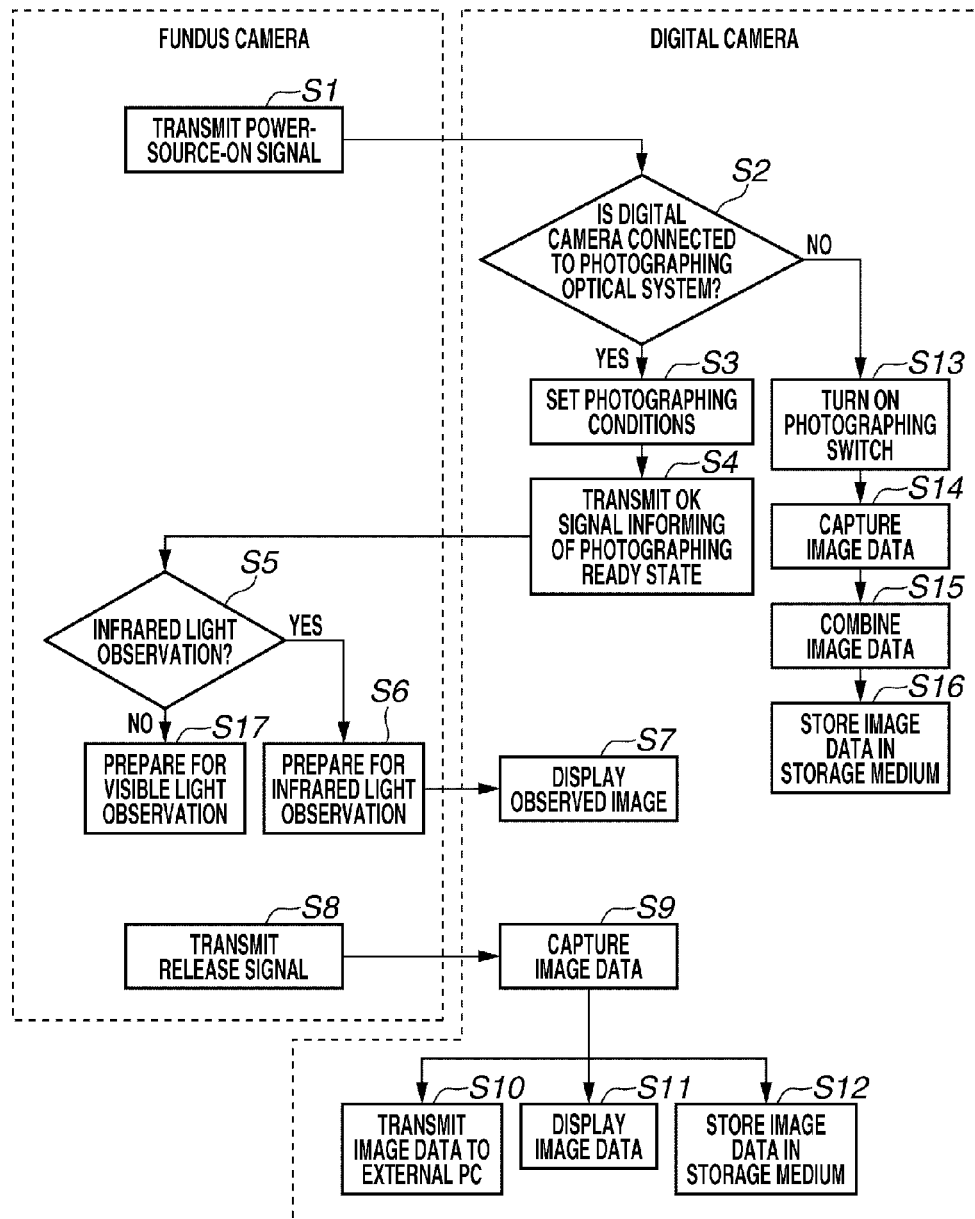 FUNDUS CAMERA
DIGITAL CAMERA
S1
TRANSMIT POWER-
SOURCE-ON SIGNAL
S2
IS DIGITAL
CAMERA CONNECTED
TO PHOTOGRAPHING
OPTICAL SYSTEM?
NO
YES
S3
SET PHOTOGRAPHING
CONDITIONS
S13
TURN ON
PHOTOGRAPHING
SWITCH
S4
TRANSMIT OK
SIGNAL INFORMING
OF PHOTOGRAPHING
READY STATE
S14
CAPTURE
IMAGE DATA
S5
INFRARED LIGHT
OBSERVATION?
YES
NO
S15
COMBINE
IMAGE DATA
S16
STORE IMAGE
DATA IN
STORAGE MEDIUM
S17
PREPARE FOR
VISIBLE LIGHT
OBSERVATION
S6
PREPARE FOR
INFRARED LIGHT
OBSERVATION
S7
DISPLAY
OBSERVED IMAGE
S8
TRANSMIT
RELEASE SIGNAL
S9
CAPTURE
IMAGE DATA
S10
TRANSMIT
IMAGE DATA TO
EXTERNAL PC
S11
DISPLAY
IMAGE DATA
S12
STORE IMAGE
DATA IN
STORAGE MEDIUM